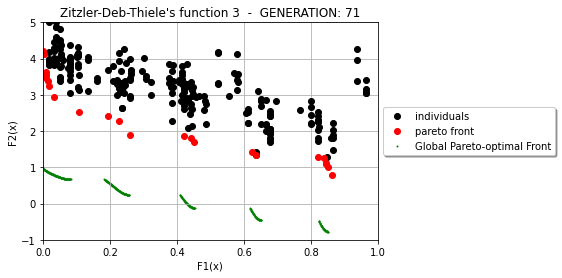 Zitzler-Deb-Thiele's function 3 - GENERATION: 71
5
4
3
2
1
0
−1
F2(x)
0.0 0.2 0.4 0.6 0.8 1.0
F1(x)
individuals
pareto front
Global Pareto-optimal Front